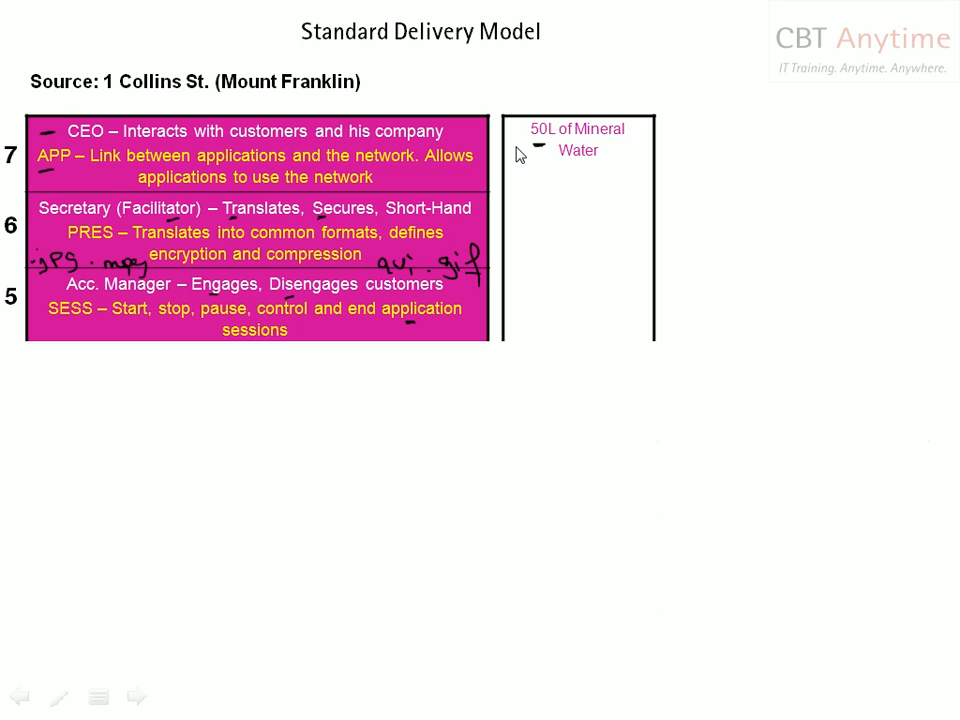 Standard Delivery Model
CBT Anytime
IT Training. Anytime. Anywhere.
Source: 1 Collins St. (Mount Franklin)
7
CEO – Interacts with customers and his company
APP – Link between applications and the network. Allows
applications to use the network
50L of Mineral
Water
6
Secretary (Facilitator) – Translates, Secures, Short-Hand
PRES – Translates into common formats, defines
encryption and compression
.jpg .mpeg .gif
5
Acc. Manager – Engages, Disengages customers
SESS – Start, stop, pause, control and end application
sessions